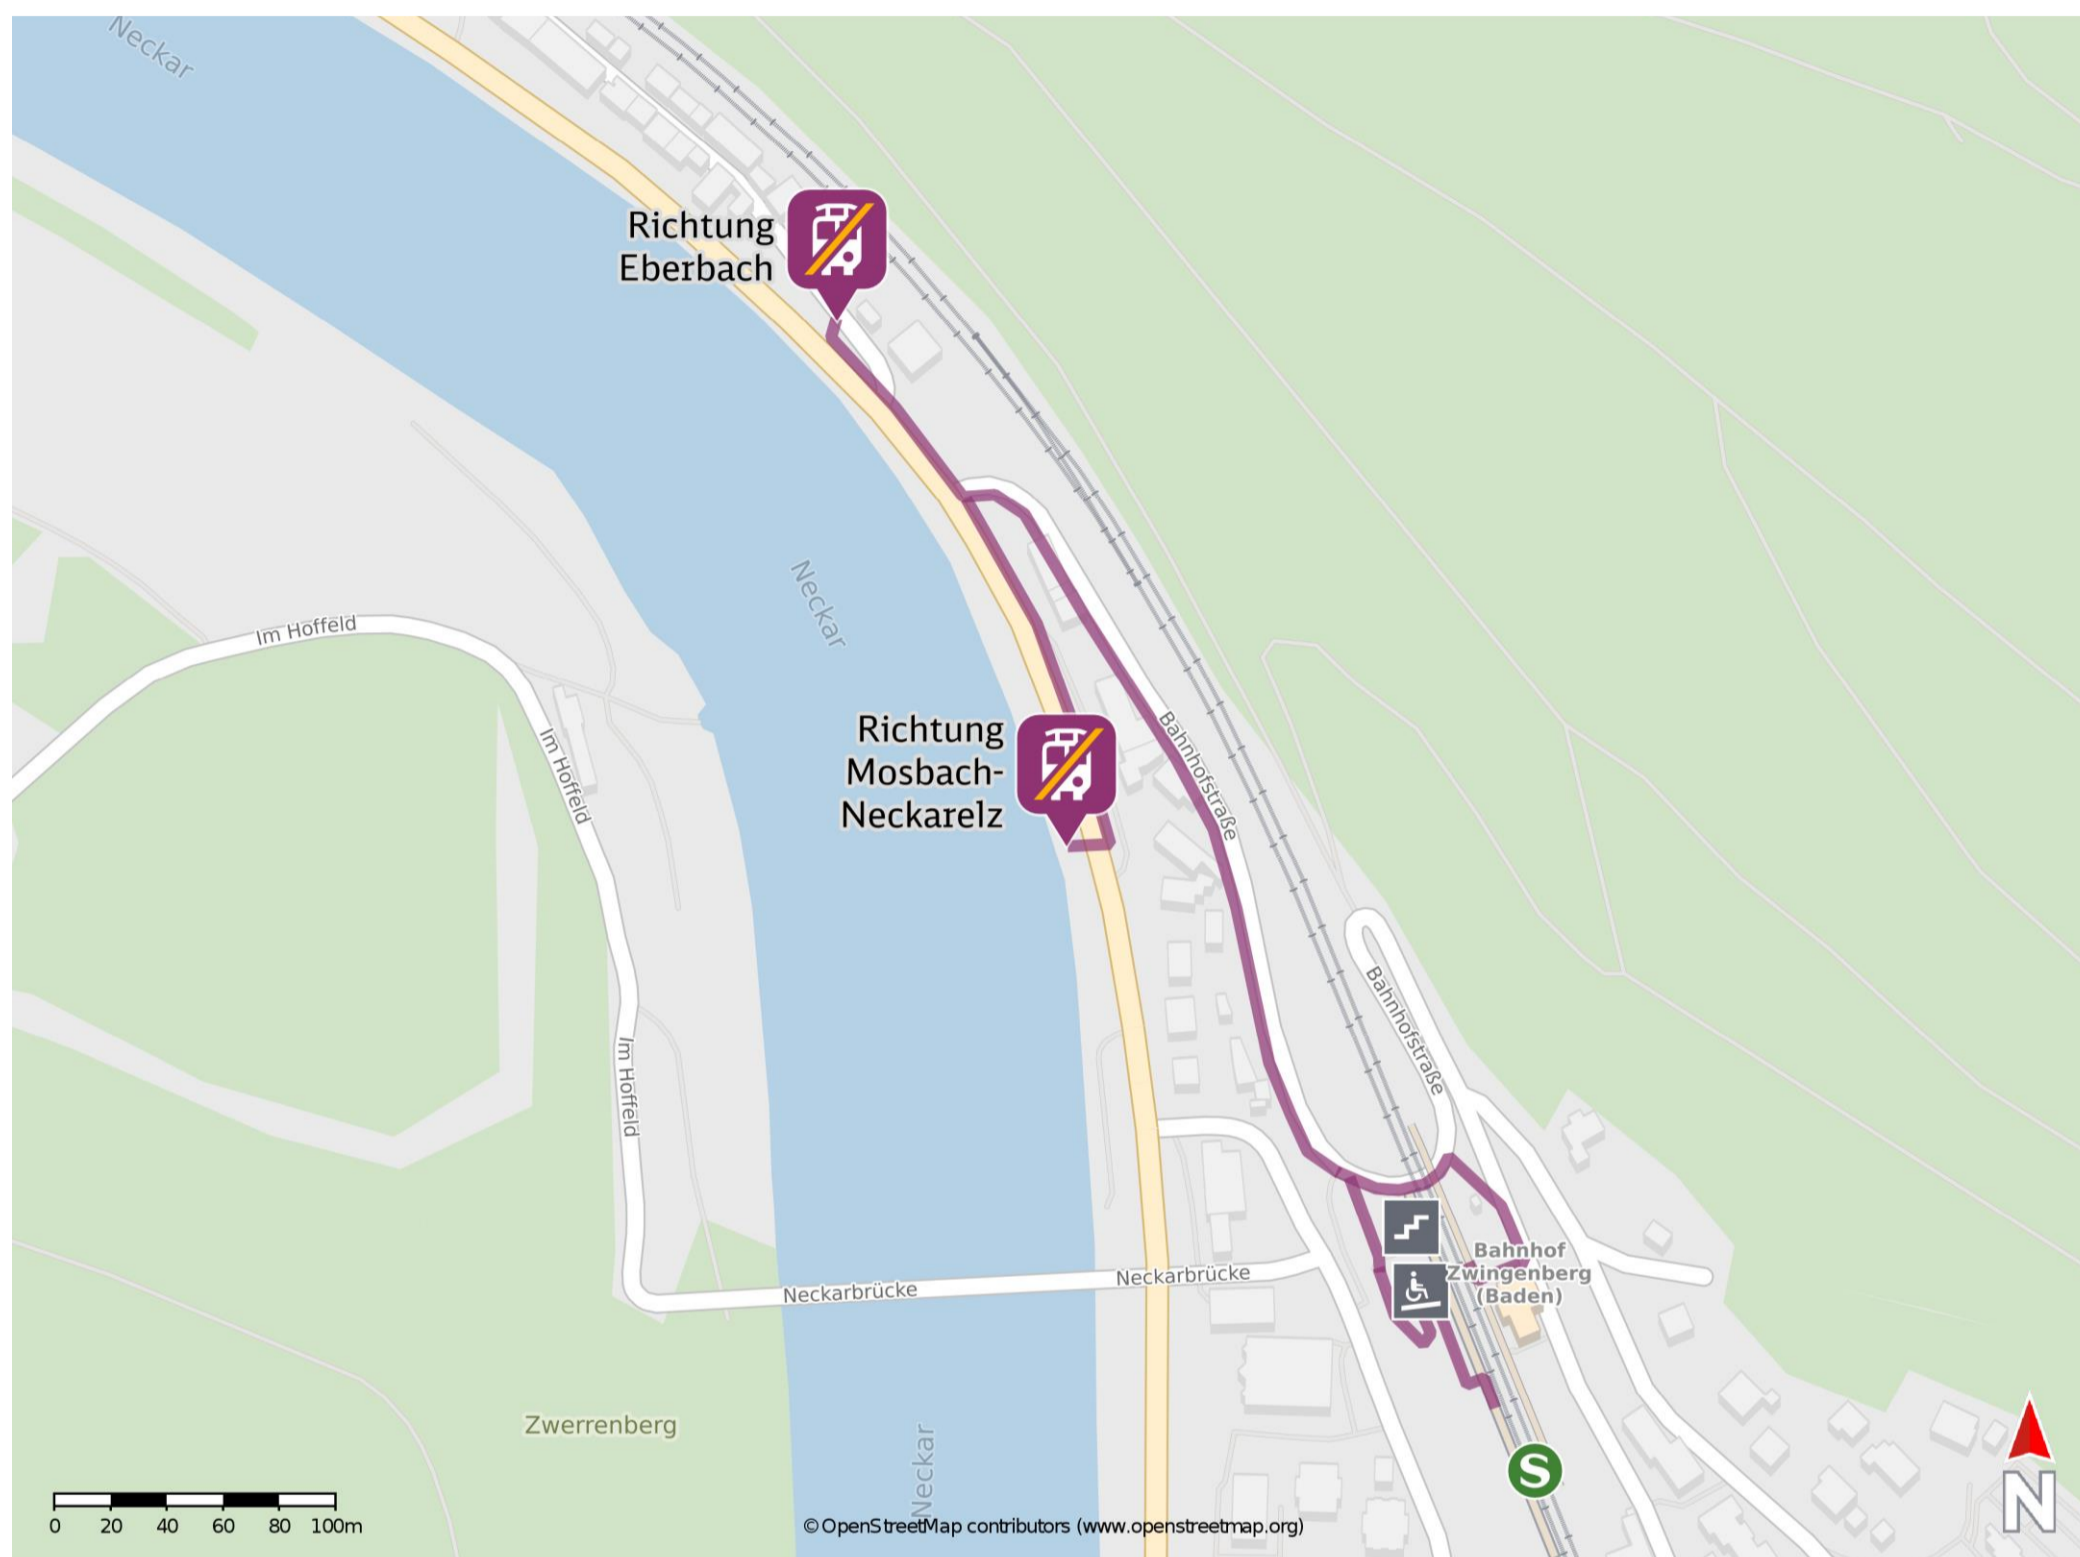 Neckar
Richtung
Eberbach
Neckar
Im Hoffeld
Richtung
Mosbach-
Neckarelz
Im Hoffeld
Bahnhofstraße
Bahnhofstraße
Im Hoffeld
Bahnhof
Zwingenberg
(Baden)
Neckarbrücke
Neckarbrücke
Zwerrenberg
Neckar
S
N
0 20 40 60 80 100m
© OpenStreetMap contributors (www.openstreetmap.org)